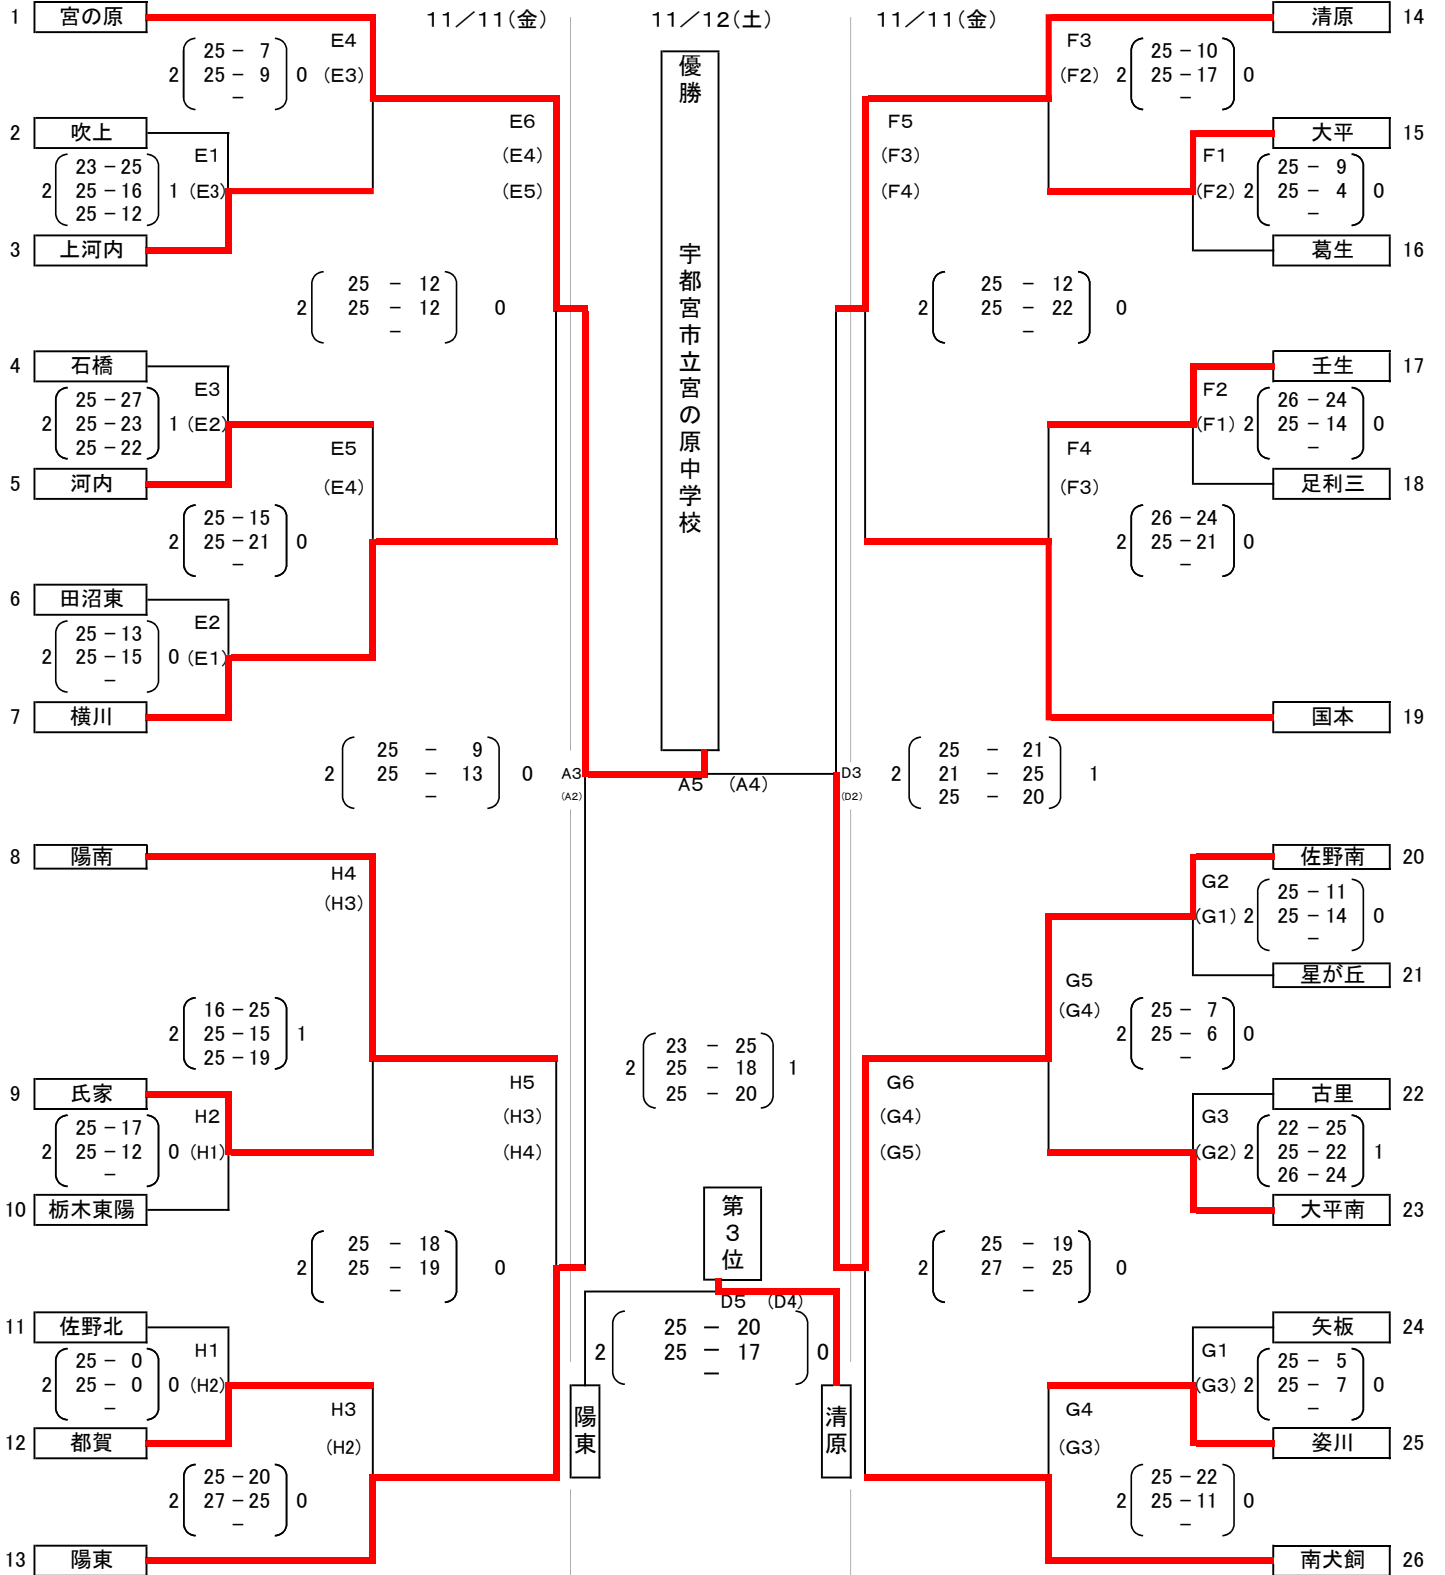 11／11(金)
11／12(土)
11／11(金)
1 宮の原
E4
(E3)
2 25 － 7 0
25 － 9
－
2 吹上
E1
(E3)
2 23 －25 1
25 －16
25 －12
3 上河内
E6
(E4)
(E5)
2 25 － 12 0
25 － 12
－
4 石橋
E3
(E2)
2 25 －27 1
25 －23
25 －22
5 河内
E5
(E4)
2 25 －15 0
25 －21
－
6 田沼東
E2
(E1)
2 25 －13 0
25 －15
－
7 横川
2 25 － 9 0
25 － 13
－
A3
(A2)
8 陽南
H4
(H3)
2 16 －25 1
25 －15
25 －19
9 氏家
H2
(H1)
2 25 －17 0
25 －12
－
10 栃木東陽
H5
(H3)
(H4)
2 25 － 18 0
25 － 19
－
11 佐野北
H1
(H2)
2 25 － 0 0
25 － 0
－
12 都賀
H3
(H2)
2 25 －20 0
27 －25
－
13 陽東
優勝 宇都宮市立宮の原中学校
A5 (A4)
2 23 － 25 1
25 － 18
25 － 20
第3位
D5 (D4)
2 25 － 20 0
25 － 17
－
陽東
清原
清原 14
F3
(F2)
2 25 －10 0
25 －17
－
大平 15
F1
(F2)
2 25 － 9 0
25 － 4
－
葛生 16
F5
(F3)
(F4)
2 25 － 12 0
25 － 22
－
壬生 17
F2
(F1)
2 26 －24 0
25 －14
－
足利三 18
F4
(F3)
2 26 －24 0
25 －21
－
国本 19
D3
(D2)
2 25 － 21 1
21 － 25
25 － 20
佐野南 20
G2
(G1)
2 25 － 11 0
25 － 14
－
星が丘 21
G5
(G4)
2 25 － 7 0
25 － 6
－
古里 22
G3
(G2)
2 22 －25 1
25 －22
26 －24
大平南 23
G6
(G4)
(G5)
2 25 － 19 0
27 － 25
－
矢板 24
G1
(G3)
2 25 － 5 0
25 － 7
－
姿川 25
G4
(G3)
2 25 －22 0
25 －11
－
南犬飼 26